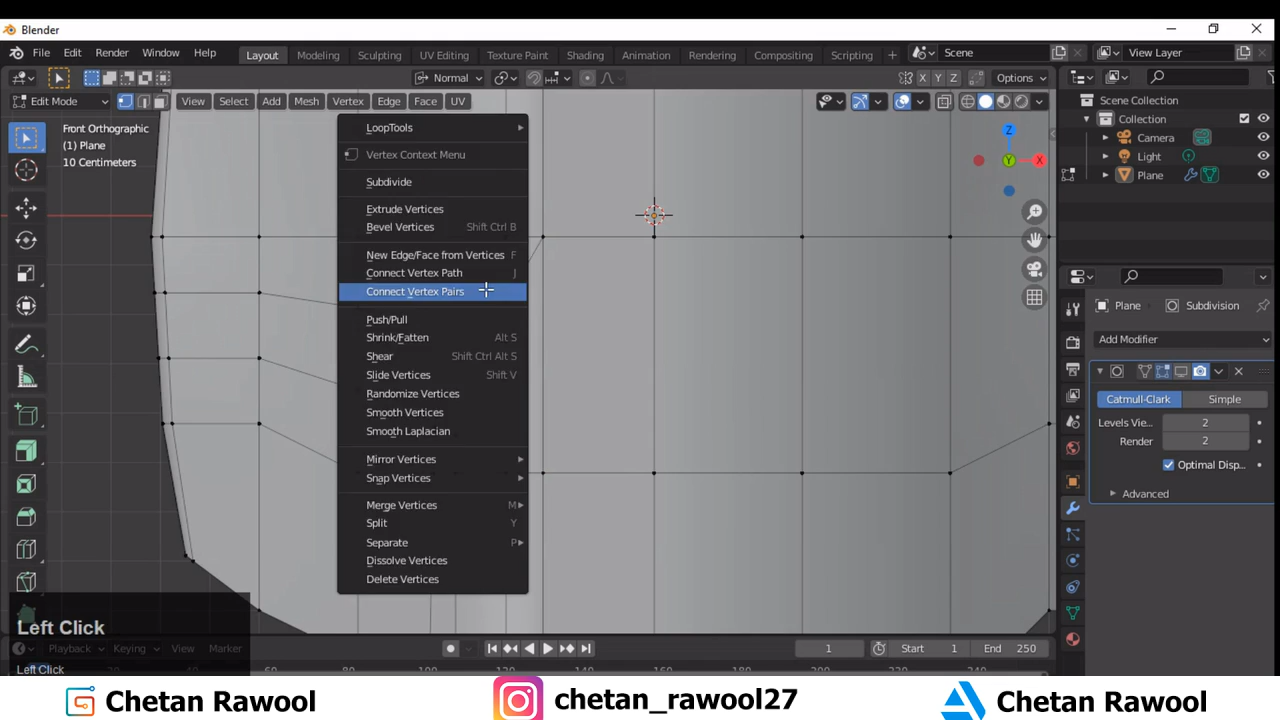 Blender
File Edit Render Window Help Layout Modeling Sculpting UV Editing Texture Paint Shading Animation Rendering Compositing Scripting + Scene View Layer
Normal X Y Z Options
Edit Mode View Select Add Mesh Vertex Edge Face UV
Scene Collection
Collection
Camera
Light
Plane
Front Orthographic
(1) Plane
10 Centimeters
Z
Y
X
LoopTools
Vertex Context Menu
Subdivide
Extrude Vertices
Bevel Vertices Shift Ctrl B
New Edge/Face from Vertices F
Connect Vertex Path J
Connect Vertex Pairs
Push/Pull
Shrink/Fatten Alt S
Shear Shift Ctrl Alt S
Slide Vertices Shift V
Randomize Vertices
Smooth Vertices
Smooth Laplacian
Mirror Vertices
Snap Vertices
Merge Vertices M
Split Y
Separate P
Dissolve Vertices
Delete Vertices
Plane Subdivision
Add Modifier
Catmull-Clark Simple
Levels Vie... 2
Render 2
Optimal Disp...
Advanced
Left Click
Playback Keying View Marker 1 Start 1 End 250
Left Click
Chetan Rawool chetan_rawool27 Chetan Rawool